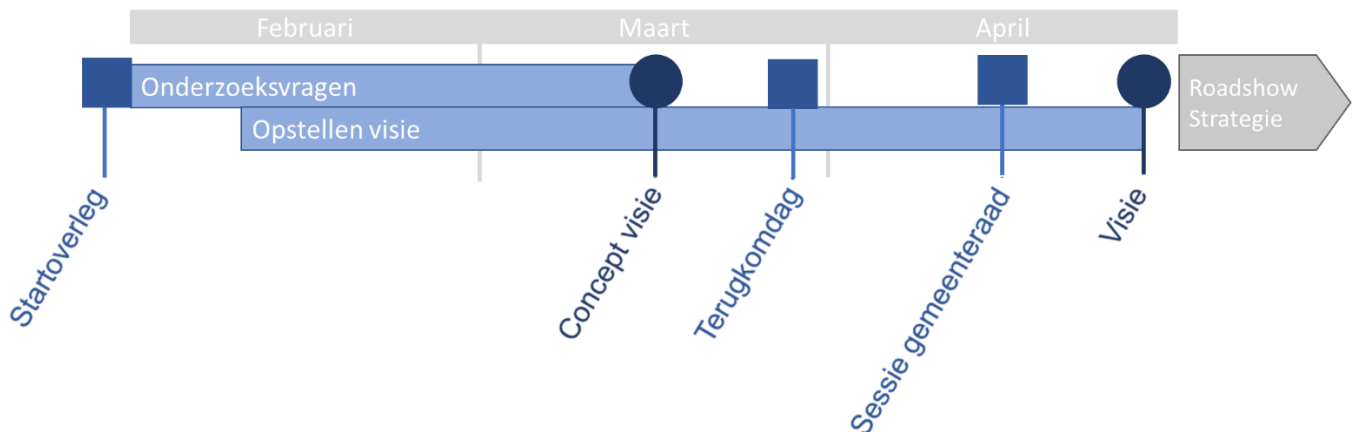 Februari
Maart
April
Onderzoeksvragen
Opstellen visie
Roadshow
Strategie
Startoverleg
Concept visie
Terugkomdag
Sessie gemeenteraad
Visie